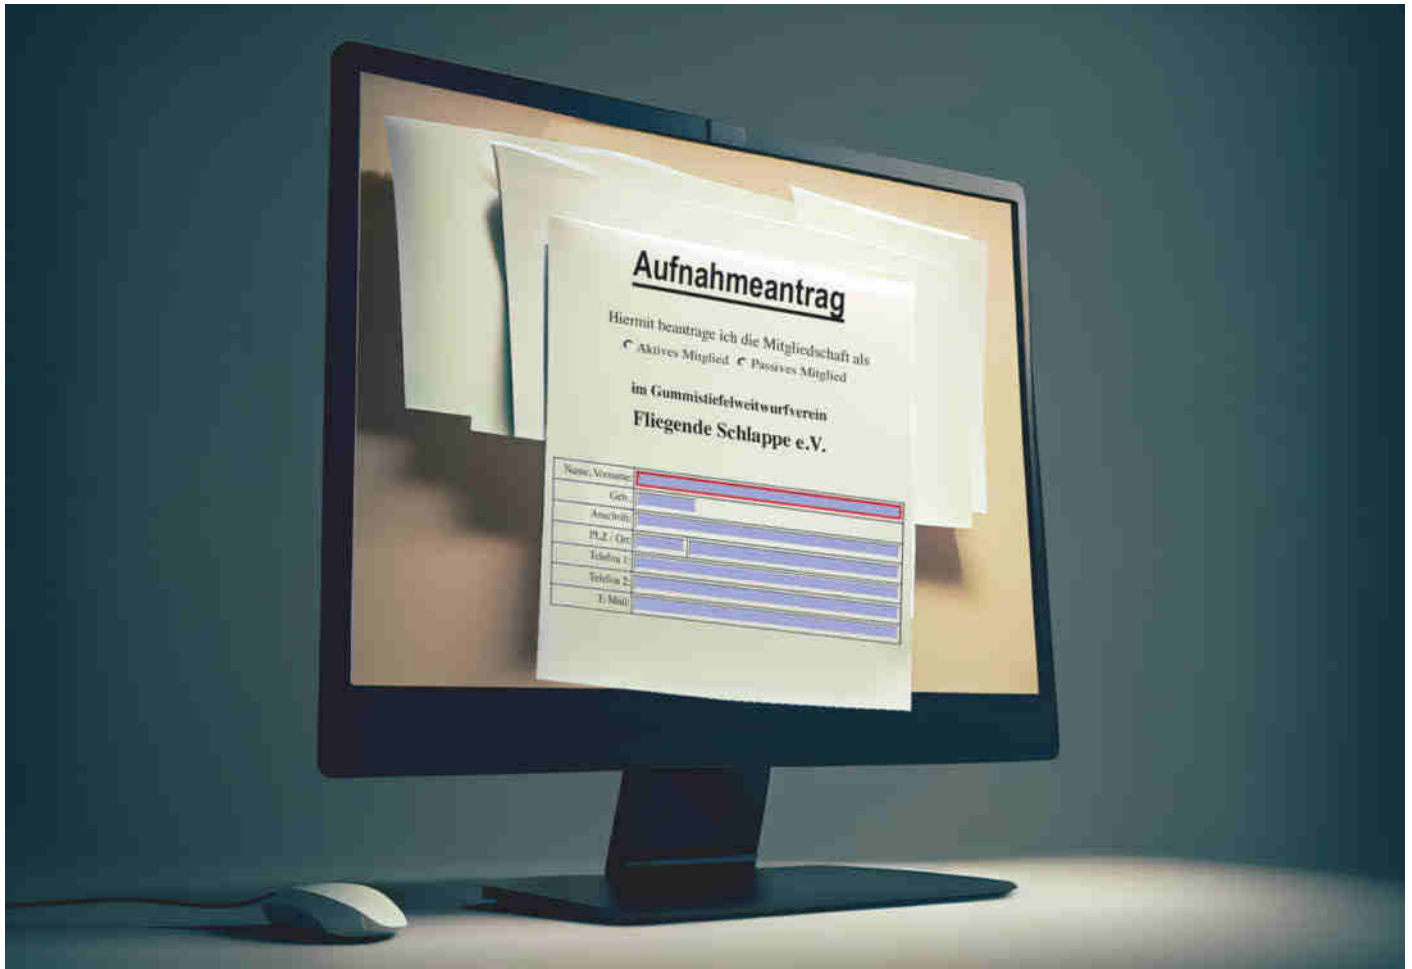 Aufnahmeantrag
Hiermit beantrage ich die Mitgliedschaft als
Aktives Mitglied Passives Mitglied
im Gummistiefelweitwurfverein
Fliegende Schlappe e.V.
Name, Vorname:
Geb.:
Anschrift:
PLZ / Ort:
Telefon 1:
Telefon 2:
E-Mail: